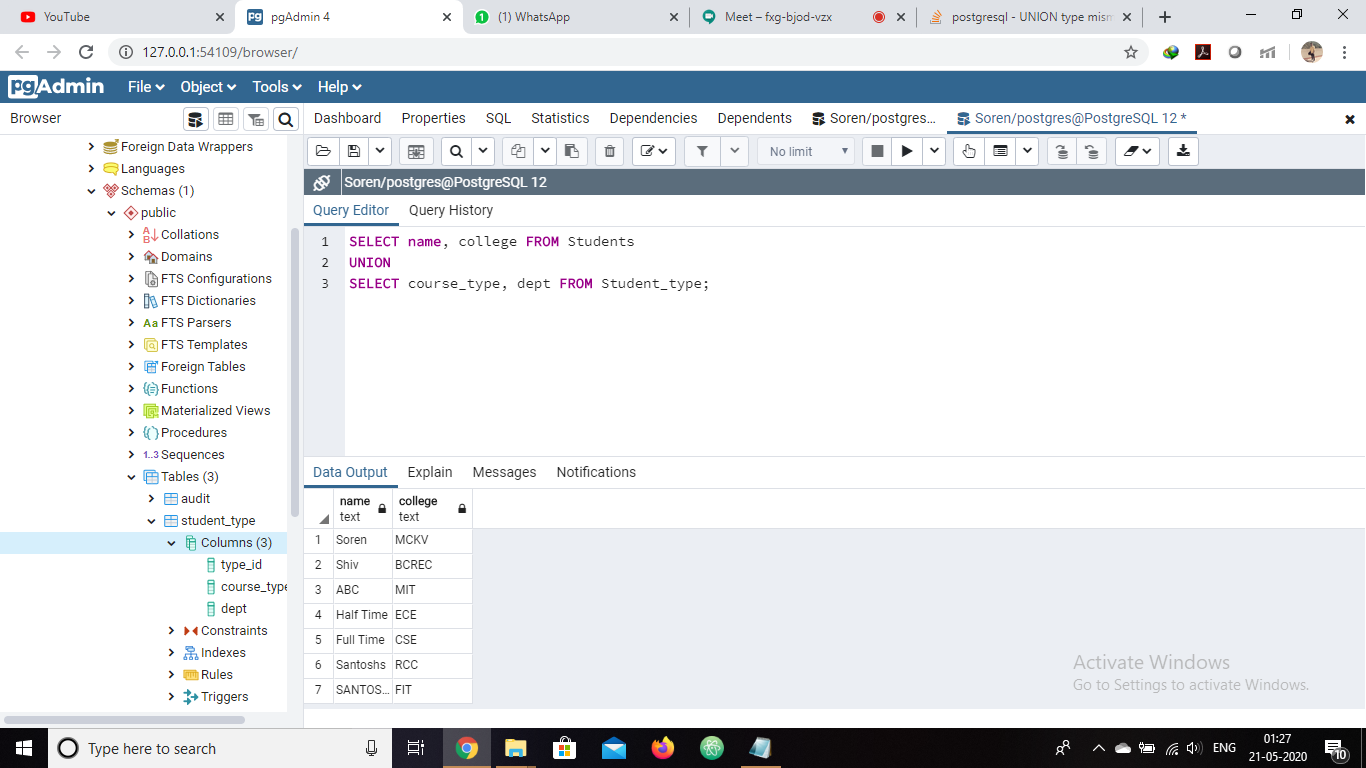 YouTube
pgAdmin 4
(1) WhatsApp
Meet – fxg-bjod-vzx
postgresql - UNION type mism
127.0.0.1:54109/browser/
pgAdmin
File
Object
Tools
Help
Browser
Dashboard
Properties
SQL
Statistics
Dependencies
Dependents
Soren/postgres...
Soren/postgres@PostgreSQL 12 *
Foreign Data Wrappers
Languages
Schemas (1)
public
Collations
Domains
FTS Configurations
FTS Dictionaries
Aa FTS Parsers
FTS Templates
Foreign Tables
Functions
Materialized Views
Procedures
1..3 Sequences
Tables (3)
audit
student_type
Columns (3)
type_id
course_type
dept
Constraints
Indexes
Rules
Triggers
No limit
Soren/postgres@PostgreSQL 12
Query Editor
Query History
1 SELECT name, college FROM Students
2 UNION
3 SELECT course_type, dept FROM Student_type;
Data Output
Explain
Messages
Notifications
name text
college text
1 Soren MCKV
2 Shiv BCREC
3 ABC MIT
4 Half Time ECE
5 Full Time CSE
6 Santoshs RCC
7 SANTOS... FIT
Activate Windows
Go to Settings to activate Windows.
Type here to search
ENG
01:27
21-05-2020
10